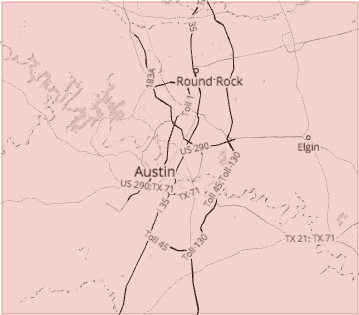 35
183A
Round Rock
Toll 1
US 290
Elgin
Austin
US 290;TX 71
TX 71
Toll 45;Toll 130
35
Toll 45
Toll 130
TX 21; TX 71